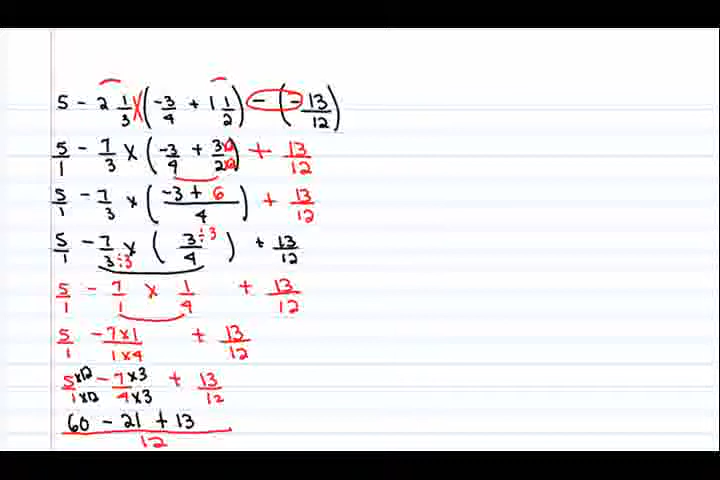 5 - 2 1/3 × (-3/4 + 1 1/2) - (-13/12)
5/1 - 7/3 × (-3/4 + 3×2/2×2) + 13/12
5/1 - 7/3 × ((-3 + 6)/4) + 13/12
5/1 - 7/3÷3 × (3÷3/4) + 13/12
5/1 - 7/1 × 1/4 + 13/12
5/1 - 7×1/1×4 + 13/12
5×12/1×12 - 7×3/4×3 + 13/12
(60 - 21 + 13)/12